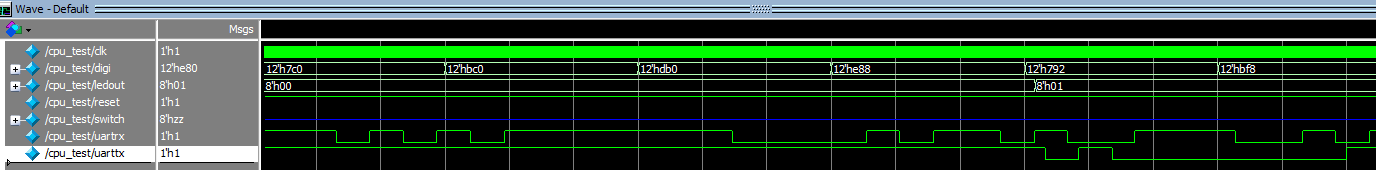 Wave - Default
Msgs
/cpu_test/clk 1'h1
/cpu_test/digi 12'he80 12'h7c0 12'hbc0 12'hdb0 12'he88 12'h792 12'hbf8
/cpu_test/ledout 8'h01 8'h00 8'h01
/cpu_test/reset 1'h1
/cpu_test/switch 8'hzz
/cpu_test/uartrx 1'h1
/cpu_test/uarttx 1'h1